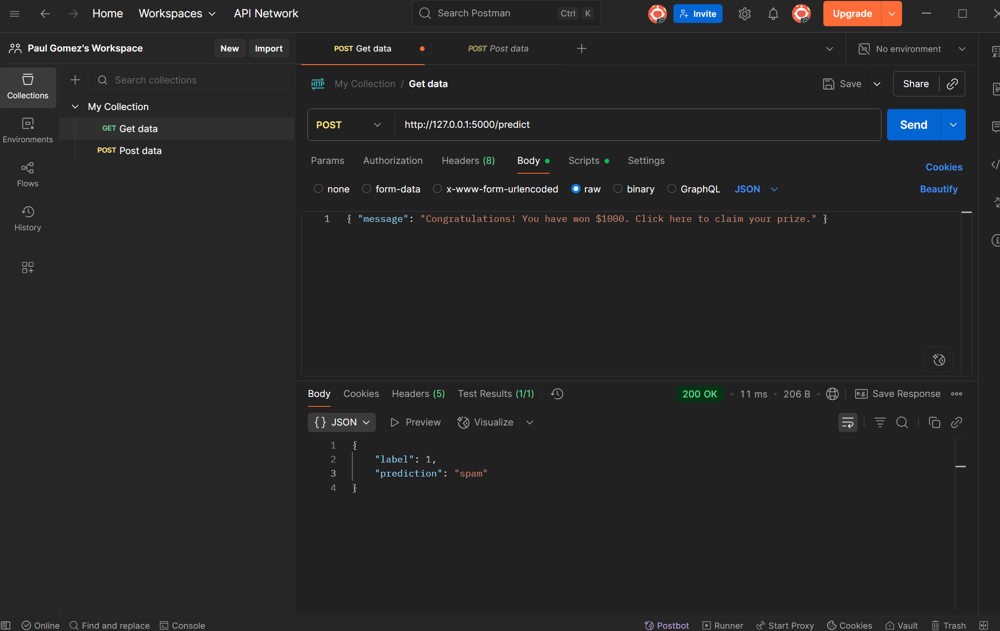 Home Workspaces API Network Search Postman Ctrl K Invite Upgrade
Paul Gomez's Workspace New Import POST Get data POST Post data No environment
Collections
Search collections
HTTP My Collection / Get data Save Share
My Collection
GET Get data
POST Post data
Environments
Flows
History
POST http://127.0.0.1:5000/predict Send
Params Authorization Headers (8) Body Scripts Settings Cookies
none form-data x-www-form-urlencoded raw binary GraphQL JSON Beautify
1 { "message": "Congratulations! You have won $1000. Click here to claim your prize." }
Body Cookies Headers (5) Test Results (1/1) 200 OK 11 ms 206 B e.g. Save Response
{} JSON Preview Visualize
1 {
2 "label": 1,
3 "prediction": "spam"
4 }
Online Find and replace Console Postbot Runner Start Proxy Cookies Vault Trash